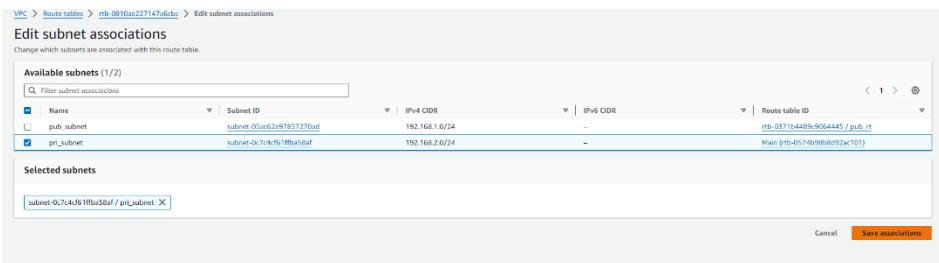 VPC > Route tables > rtb-0810ae227147a6cbc > Edit subnet associations
Edit subnet associations
Change which subnets are associated with this route table.
Available subnets (1/2)
Filter subnet associations
< 1 >
Name Subnet ID IPv4 CIDR IPv6 CIDR Route table ID
pub_subnet subnet-05ac62e97857270ad 192.168.1.0/24 – rtb-0371b4489c9064445 / pub_rt
pri_subnet subnet-0c7c4cf61ffba58af 192.168.2.0/24 – Main (rtb-0574b98b8d92ac101)
Selected subnets
subnet-0c7c4cf61ffba58af / pri_subnet X
Cancel Save associations